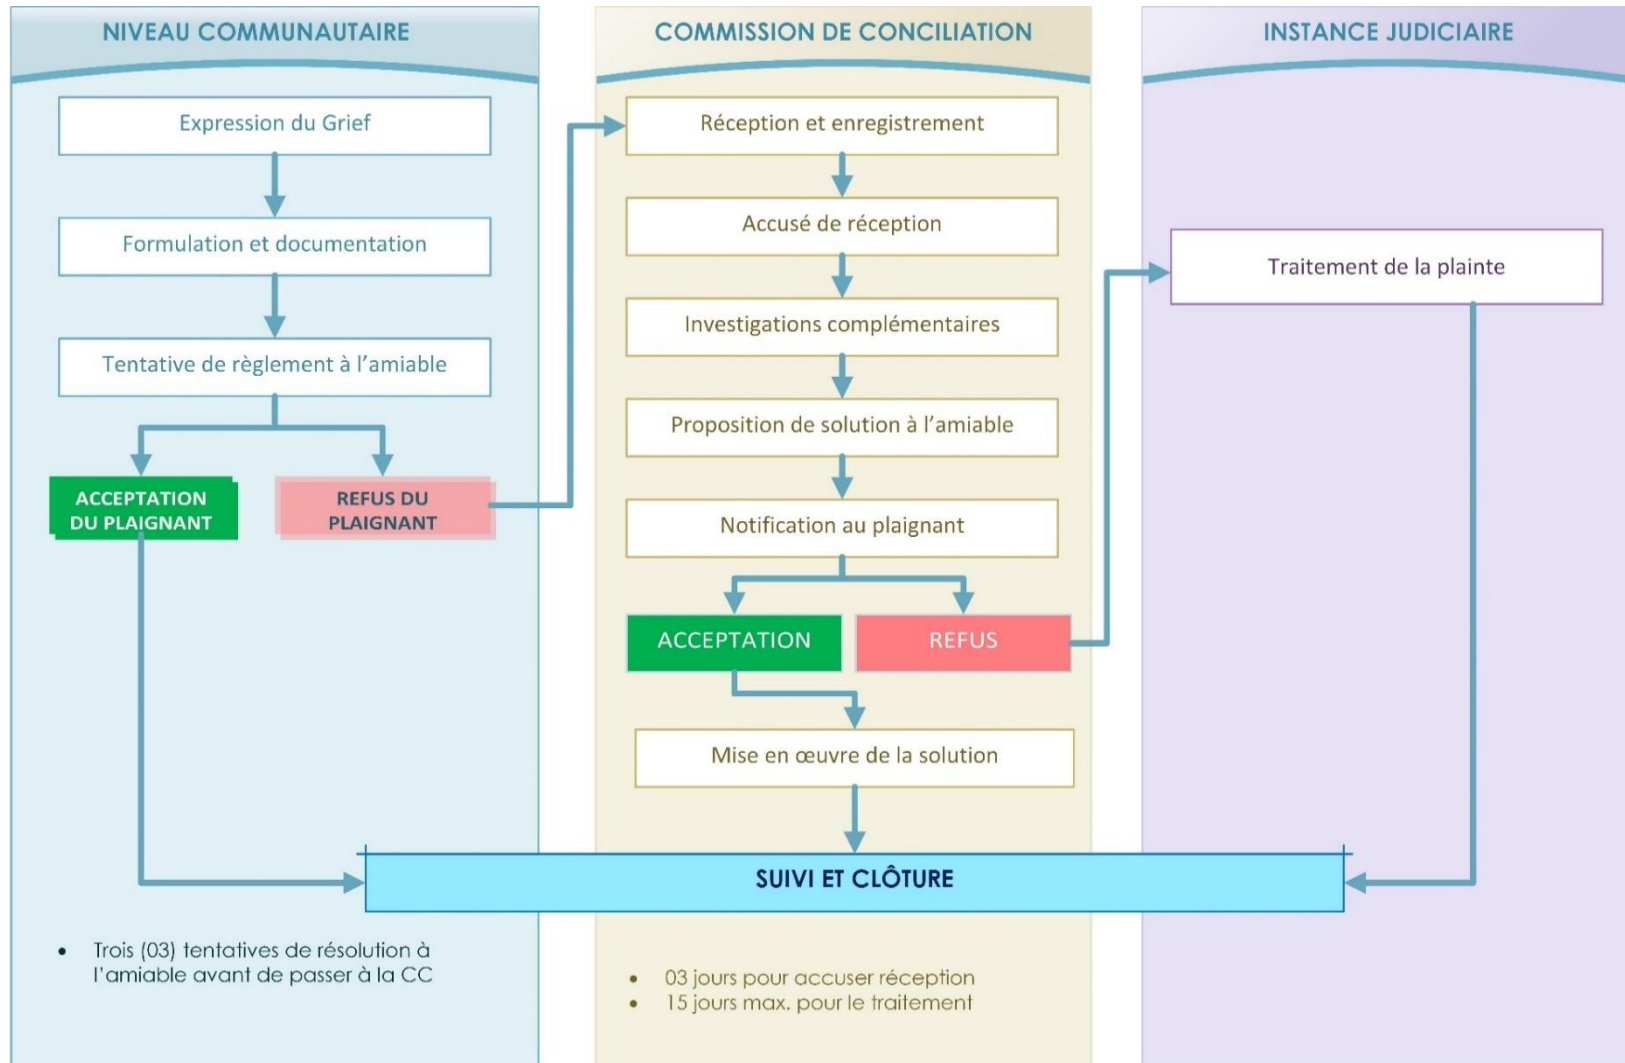 NIVEAU COMMUNAUTAIRE
Expression du Grief
Formulation et documentation
Tentative de règlement à l'amiable
ACCEPTATION
DU PLAIGNANT
REFUS DU
PLAIGNANT
COMMISSION DE CONCILIATION
Réception et enregistrement
Accusé de réception
Investigations complémentaires
Proposition de solution à l'amiable
Notification au plaignant
ACCEPTATION
REFUS
Mise en œuvre de la solution
INSTANCE JUDICIAIRE
Traitement de la plainte
SUIVI ET CLÔTURE
• Trois (03) tentatives de résolution à
l'amiable avant de passer à la CC
• 03 jours pour accuser réception
• 15 jours max. pour le traitement